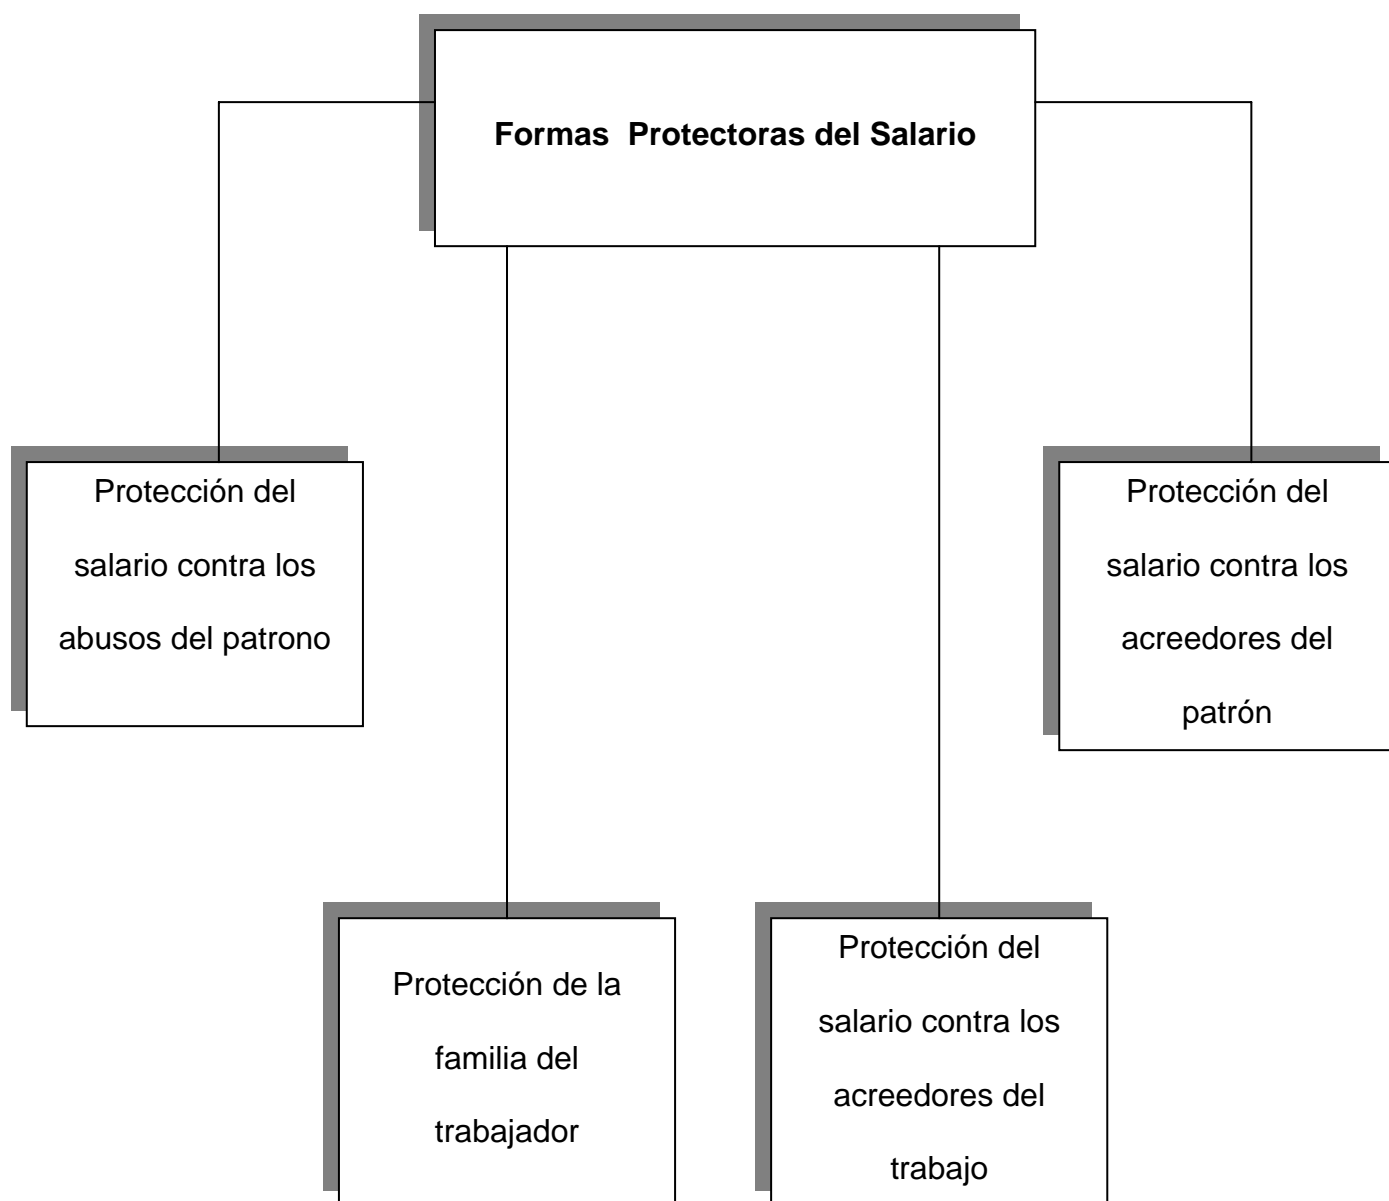 Formas  Protectoras del Salario
Protección del
salario contra los
abusos del patrono
Protección del
salario contra los
acreedores del
patrón
Protección de la
familia del
trabajador
Protección del
salario contra los
acreedores del
trabajo